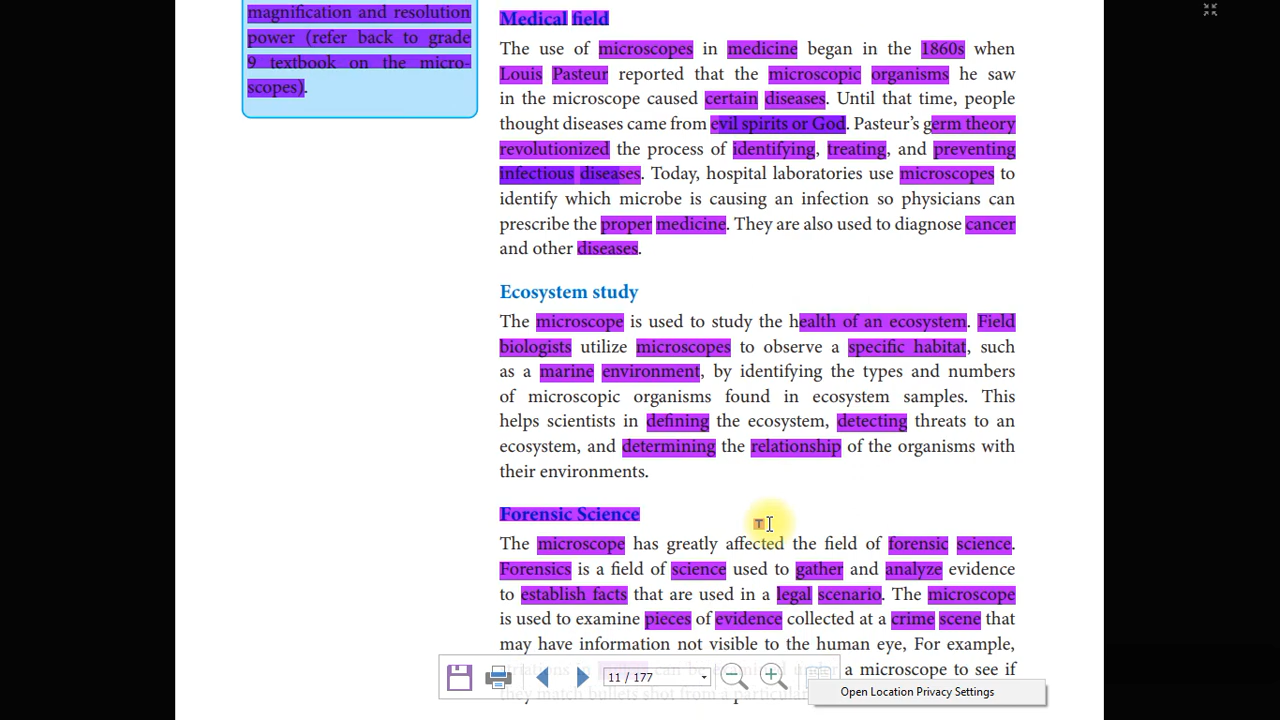 magnification and resolution
power (refer back to grade
9 textbook on the micro-
scopes).
Medical field
The use of microscopes in medicine began in the 1860s when
Louis Pasteur reported that the microscopic organisms he saw
in the microscope caused certain diseases. Until that time, people
thought diseases came from evil spirits or God. Pasteur's germ theory
revolutionized the process of identifying, treating, and preventing
infectious diseases. Today, hospital laboratories use microscopes to
identify which microbe is causing an infection so physicians can
prescribe the proper medicine. They are also used to diagnose cancer
and other diseases.
Ecosystem study
The microscope is used to study the health of an ecosystem. Field
biologists utilize microscopes to observe a specific habitat, such
as a marine environment, by identifying the types and numbers
of microscopic organisms found in ecosystem samples. This
helps scientists in defining the ecosystem, detecting threats to an
ecosystem, and determining the relationship of the organisms with
their environments.
Forensic Science
T
The microscope has greatly affected the field of forensic science.
Forensics is a field of science used to gather and analyze evidence
to establish facts that are used in a legal scenario. The microscope
is used to examine pieces of evidence collected at a crime scene that
may have information not visible to the human eye, For example,
a microscope to see if
they match bullets shot from a particular
11 / 177
Open Location Privacy Settings